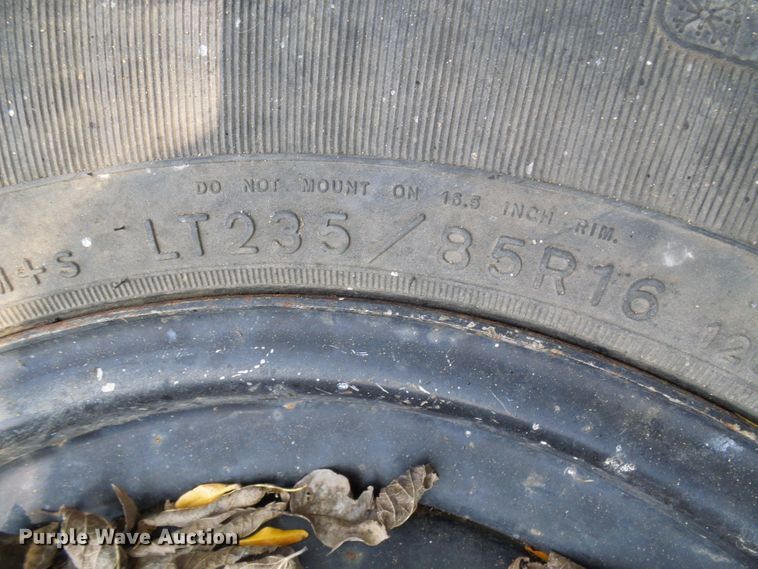 DO NOT MOUNT ON 16.5 INCH RIM.
M+S LT235/85R16
Purple Wave Auction